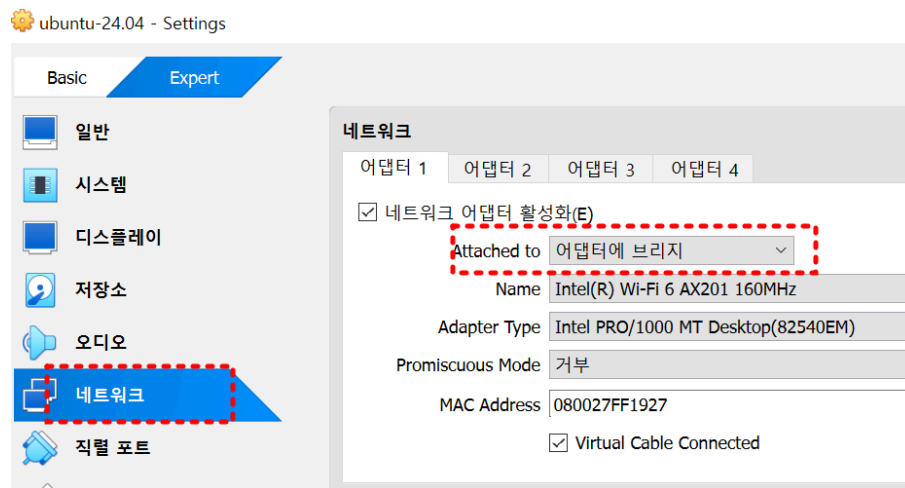 ubuntu-24.04 - Settings
Basic
Expert
일반
시스템
디스플레이
저장소
오디오
네트워크
직렬 포트
네트워크
어댑터 1
어댑터 2
어댑터 3
어댑터 4
네트워크 어댑터 활성화(E)
Attached to 어댑터에 브리지
Name Intel(R) Wi-Fi 6 AX201 160MHz
Adapter Type Intel PRO/1000 MT Desktop(82540EM)
Promiscuous Mode 거부
MAC Address 080027FF1927
Virtual Cable Connected